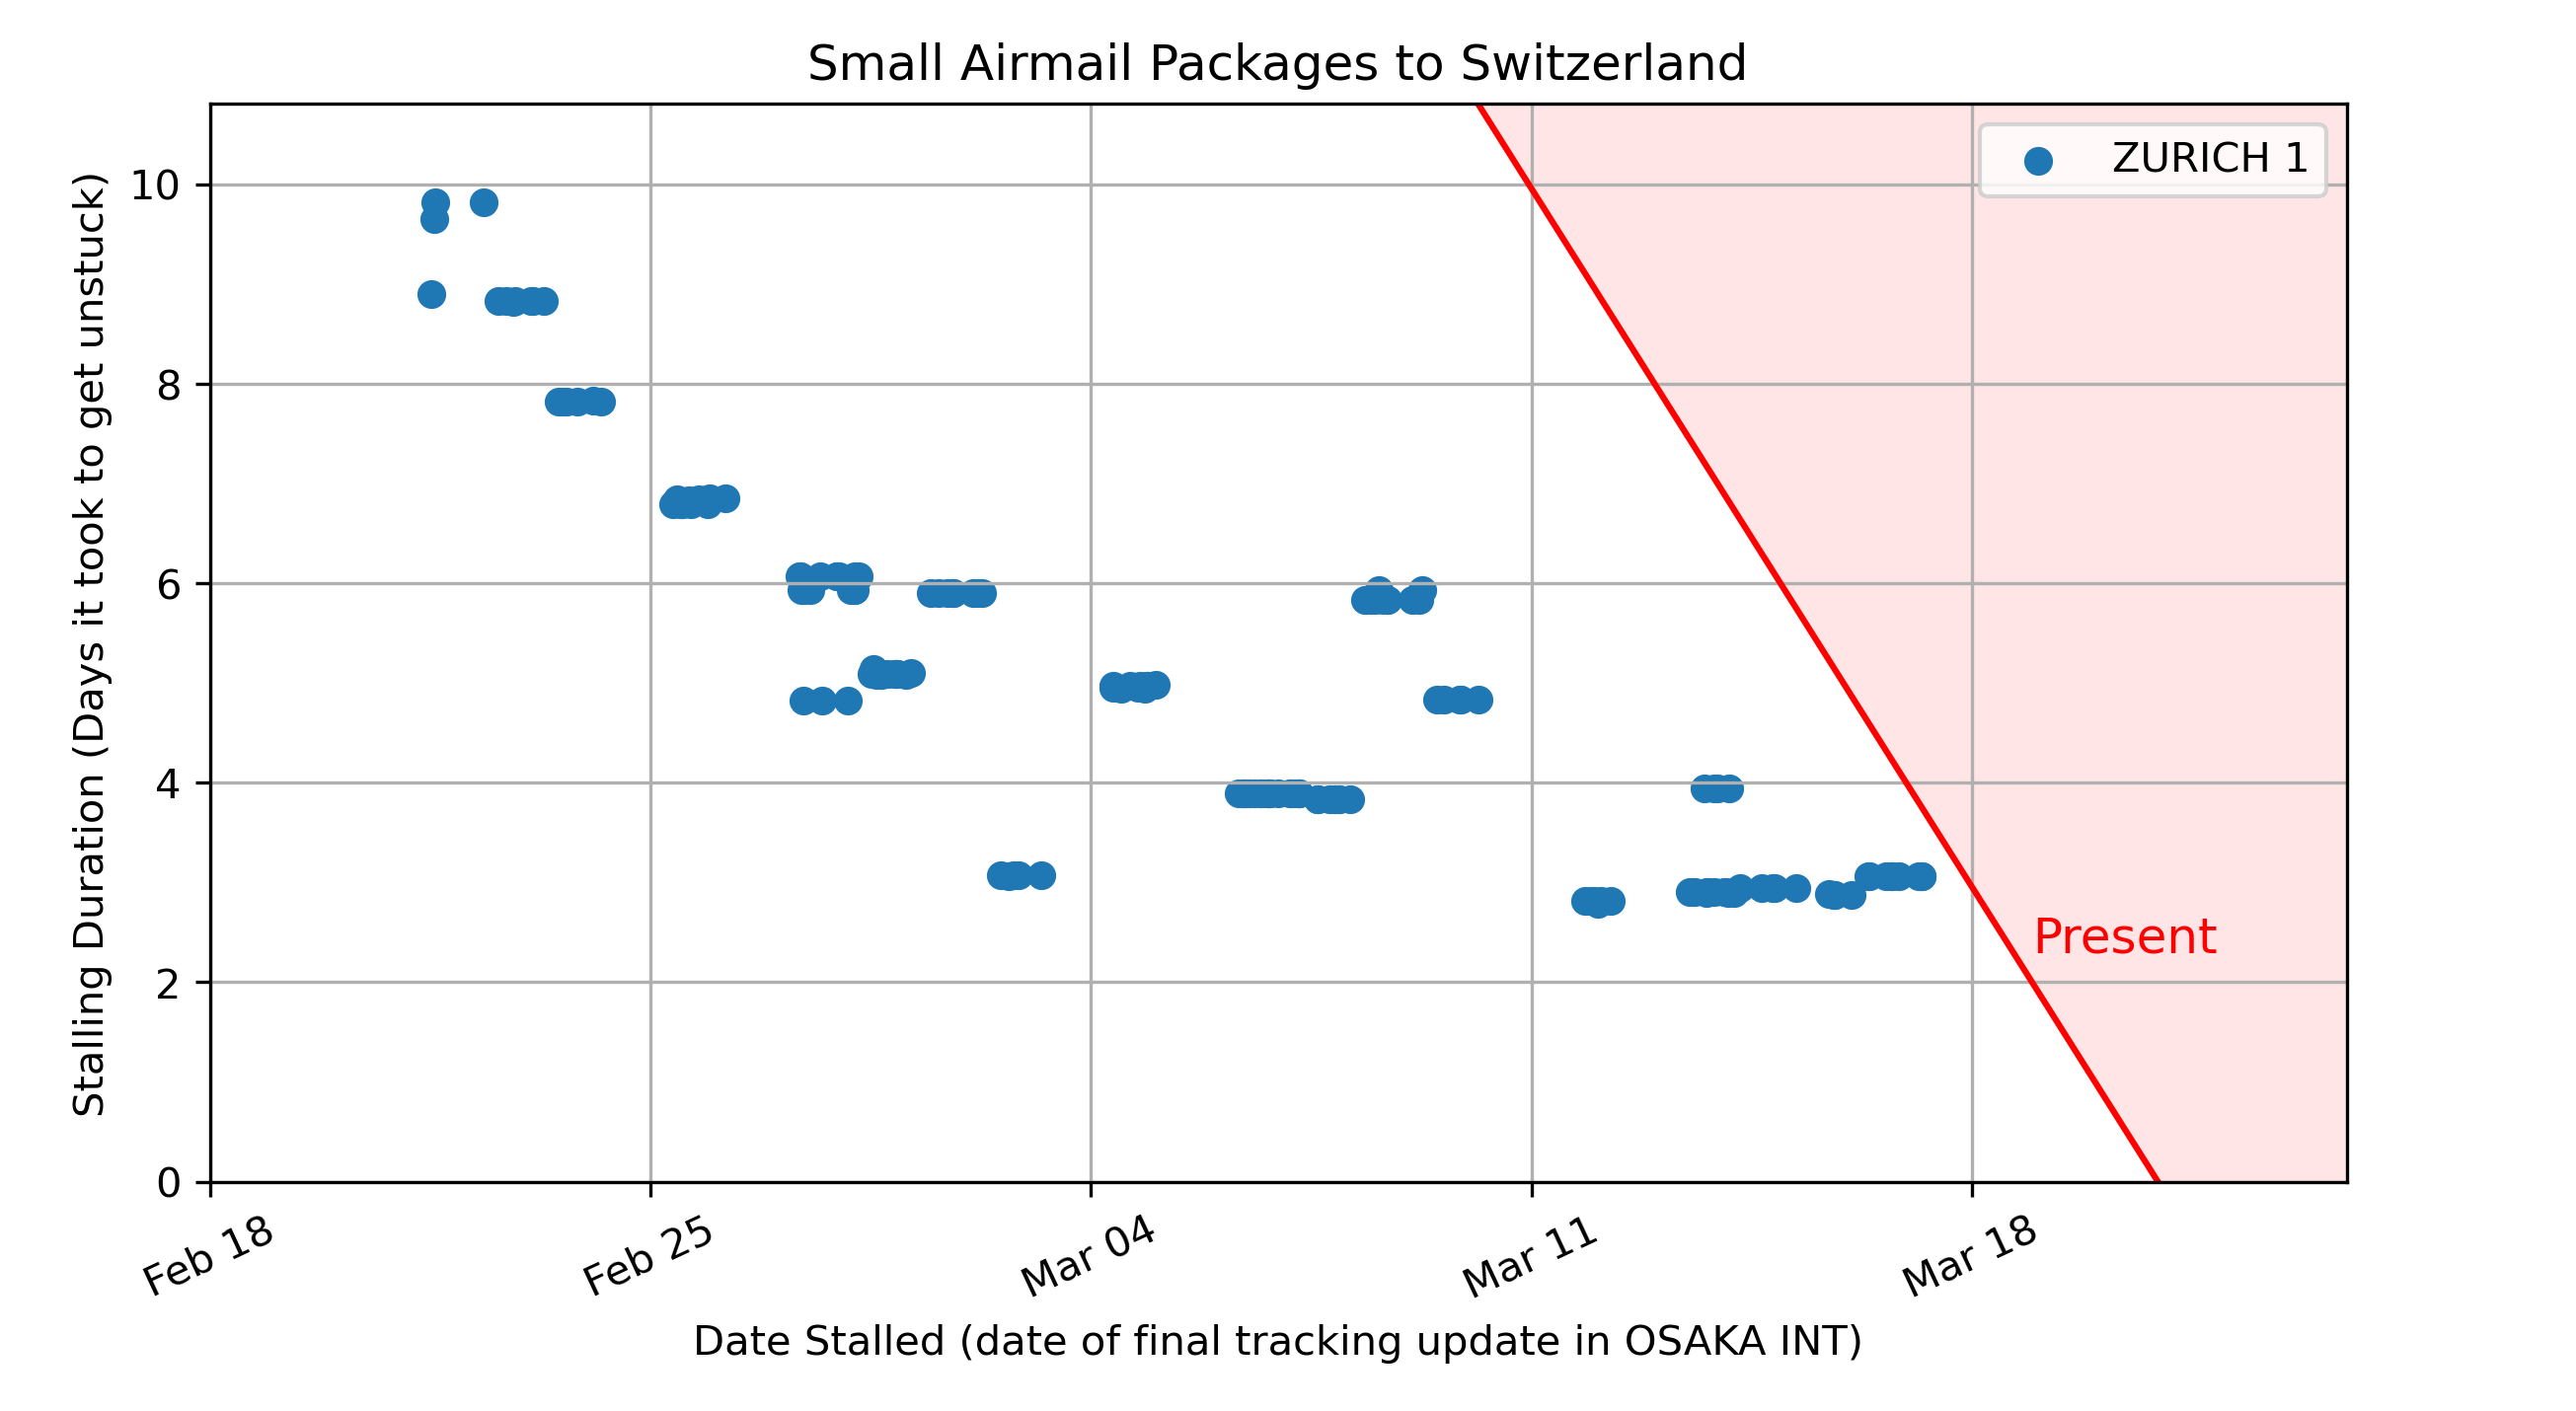 Small Airmail Packages to Switzerland
Stalling Duration (Days it took to get unstuck)
10
8
6
4
2
0
ZURICH 1
Present
Feb 18
Feb 25
Mar 04
Mar 11
Mar 18
Date Stalled (date of final tracking update in OSAKA INT)